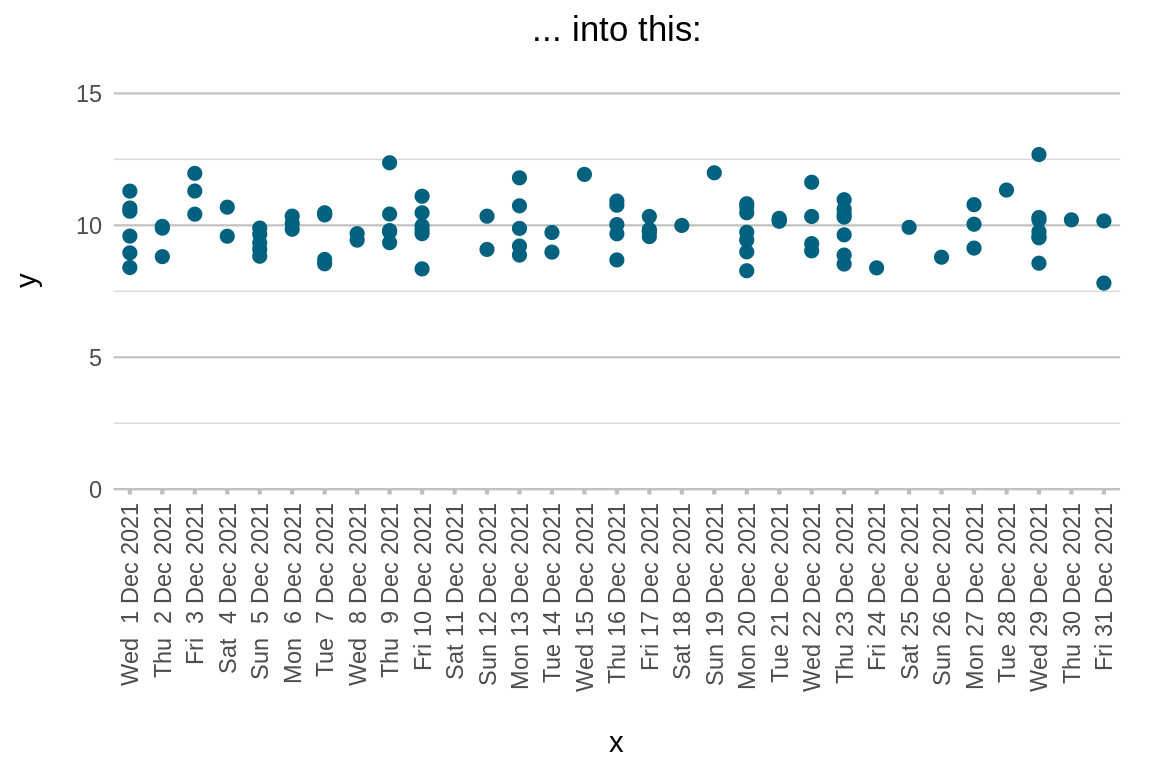 ... into this:
15
10
5
0
y
Wed  1 Dec 2021
Thu  2 Dec 2021
Fri  3 Dec 2021
Sat  4 Dec 2021
Sun  5 Dec 2021
Mon  6 Dec 2021
Tue  7 Dec 2021
Wed  8 Dec 2021
Thu  9 Dec 2021
Fri 10 Dec 2021
Sat 11 Dec 2021
Sun 12 Dec 2021
Mon 13 Dec 2021
Tue 14 Dec 2021
Wed 15 Dec 2021
Thu 16 Dec 2021
Fri 17 Dec 2021
Sat 18 Dec 2021
Sun 19 Dec 2021
Mon 20 Dec 2021
Tue 21 Dec 2021
Wed 22 Dec 2021
Thu 23 Dec 2021
Fri 24 Dec 2021
Sat 25 Dec 2021
Sun 26 Dec 2021
Mon 27 Dec 2021
Tue 28 Dec 2021
Wed 29 Dec 2021
Thu 30 Dec 2021
Fri 31 Dec 2021
x